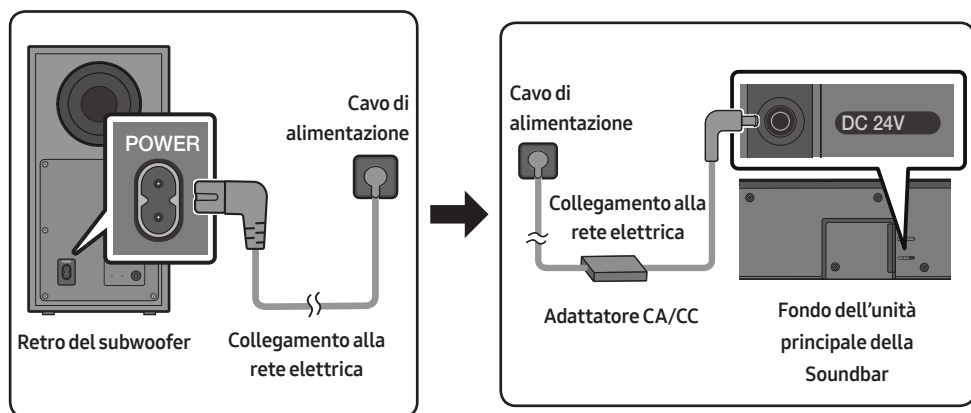 POWER
Cavo di
alimentazione
Retro del subwoofer
Collegamento alla
rete elettrica
Cavo di
alimentazione
DC 24V
Collegamento alla
rete elettrica
Adattatore CA/CC
Fondo dell'unità
principale della
Soundbar